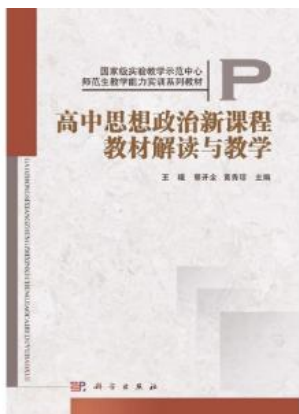 国家级实验教学示范中心
师范生教学能力实训系列教材
P
高中思想政治新课程
教材解读与教学
主编
科学出版社